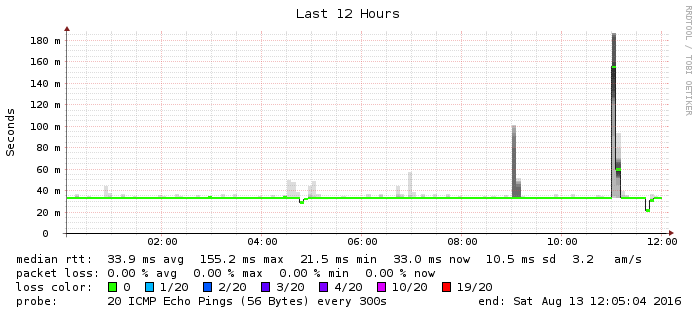 Last 12 Hours
RRDTOOL / TOBI OETIKER
Seconds
180 m
160 m
140 m
120 m
100 m
80 m
60 m
40 m
20 m
0
02:00 04:00 06:00 08:00 10:00 12:00
median rtt: 33.9 ms avg 155.2 ms max 21.5 ms min 33.0 ms now 10.5 ms sd 3.2 am/s
packet loss: 0.00 % avg 0.00 % max 0.00 % min 0.00 % now
loss color: 0 1/20 2/20 3/20 4/20 10/20 19/20
probe: 20 ICMP Echo Pings (56 Bytes) every 300s end: Sat Aug 13 12:05:04 2016